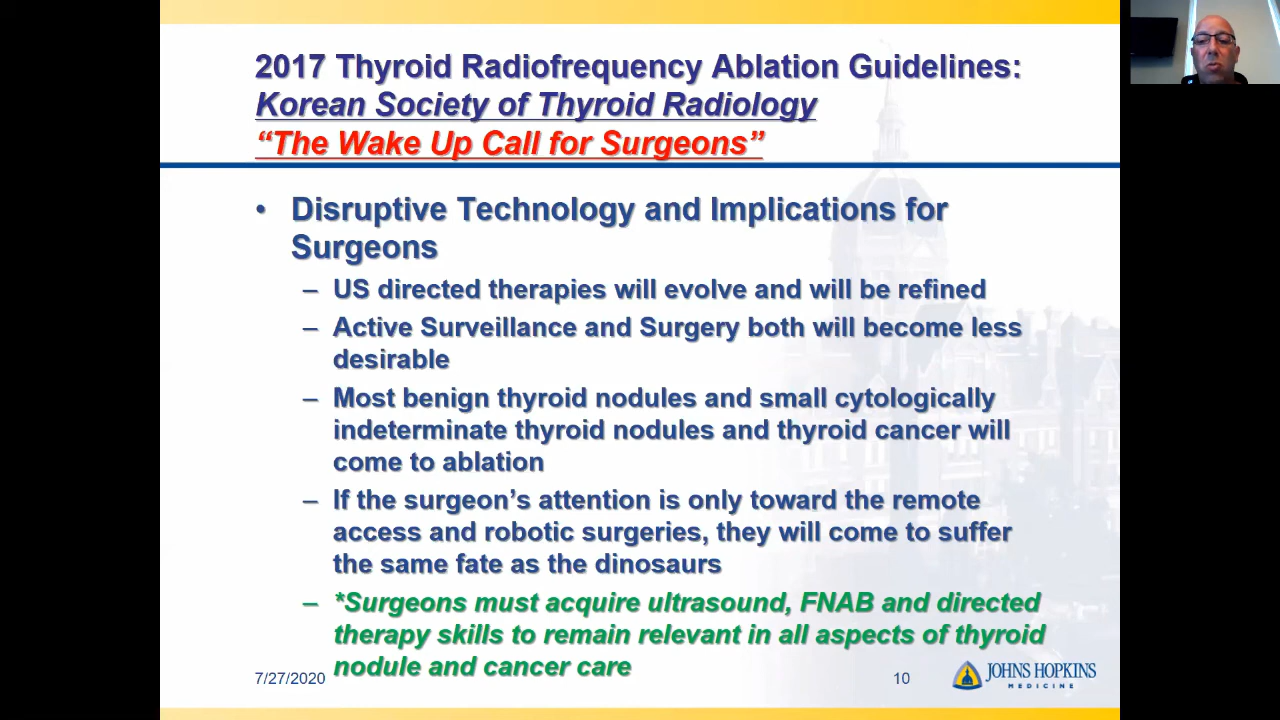 2017 Thyroid Radiofrequency Ablation Guidelines:
Korean Society of Thyroid Radiology
“The Wake Up Call for Surgeons”
• Disruptive Technology and Implications for
Surgeons
– US directed therapies will evolve and will be refined
– Active Surveillance and Surgery both will become less
desirable
– Most benign thyroid nodules and small cytologically
indeterminate thyroid nodules and thyroid cancer will
come to ablation
– If the surgeon’s attention is only toward the remote
access and robotic surgeries, they will come to suffer
the same fate as the dinosaurs
– *Surgeons must acquire ultrasound, FNAB and directed
therapy skills to remain relevant in all aspects of thyroid
nodule and cancer care
7/27/2020
10
JOHNS HOPKINS
MEDICINE